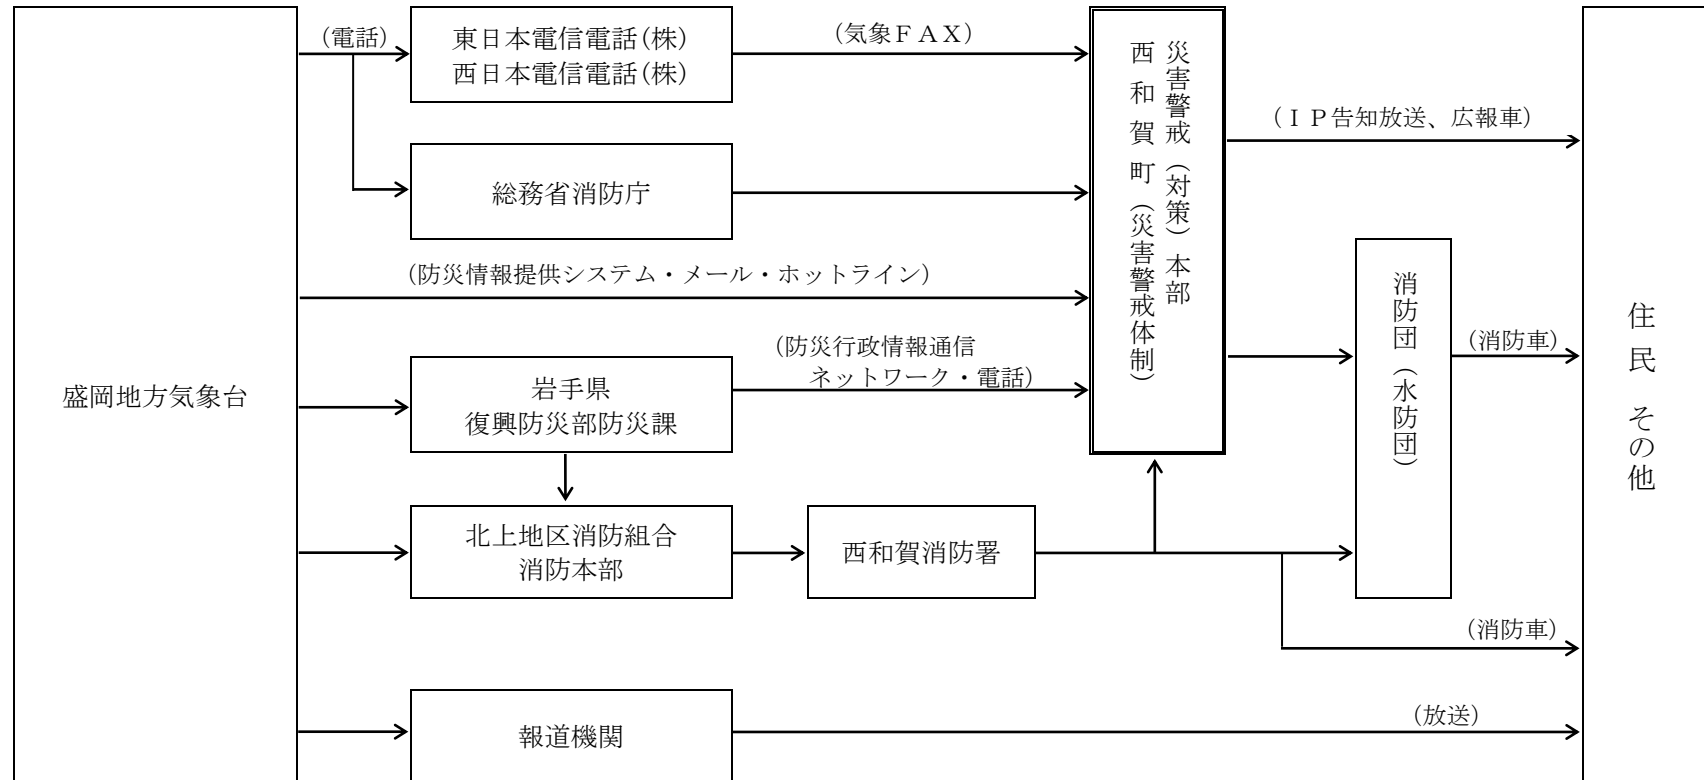 盛岡地方気象台
(電話)
東日本電信電話(株)
西日本電信電話(株)
(気象ＦＡＸ)
総務省消防庁
(防災情報提供システム・メール・ホットライン)
岩手県
復興防災部防災課
(防災行政情報通信
ネットワーク・電話)
北上地区消防組合
消防本部
西和賀消防署
報道機関
災害警戒（対策）本部
西和賀町（災害警戒体制）
(ＩＰ告知放送、広報車)
消防団（水防団）
(消防車)
(消防車)
(放送)
住民 その他